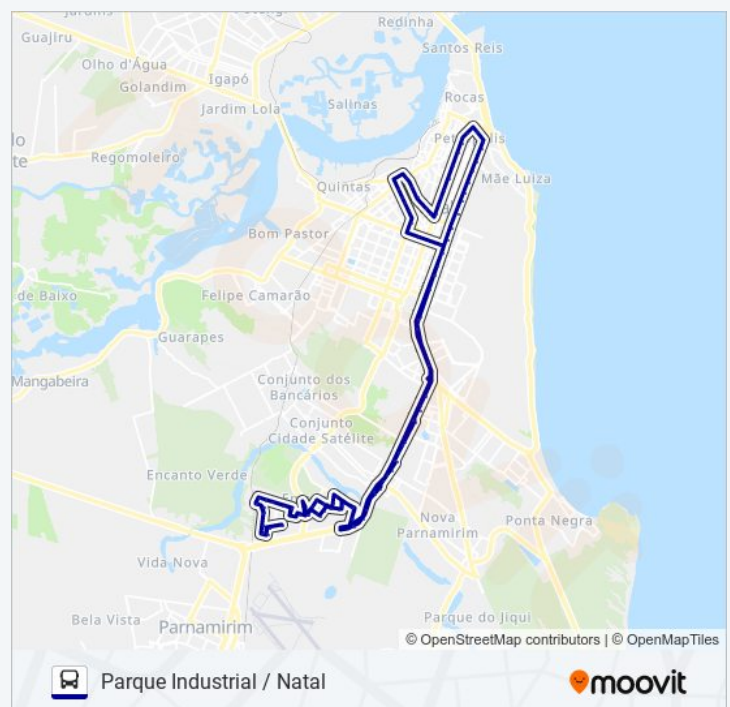 Redinha
Santos Reis
Guajiru
Olho d'Água
Igapó
Golandim
Jardim Lola
Salinas
Rocas
Regomoleiro
Quintas
Mãe Luiza
Bom Pastor
de Baixo
Felipe Camarão
Guarapes
Mangabeira
Conjunto dos
Bancários
Conjunto
Cidade Satélite
Encanto Verde
Nova
Parnamirim
Ponta Negra
Vida Nova
Bela Vista
Parnamirim
Parque do Jiqui
© OpenStreetMap contributors | © OpenMapTiles
Parque Industrial / Natal
moovit